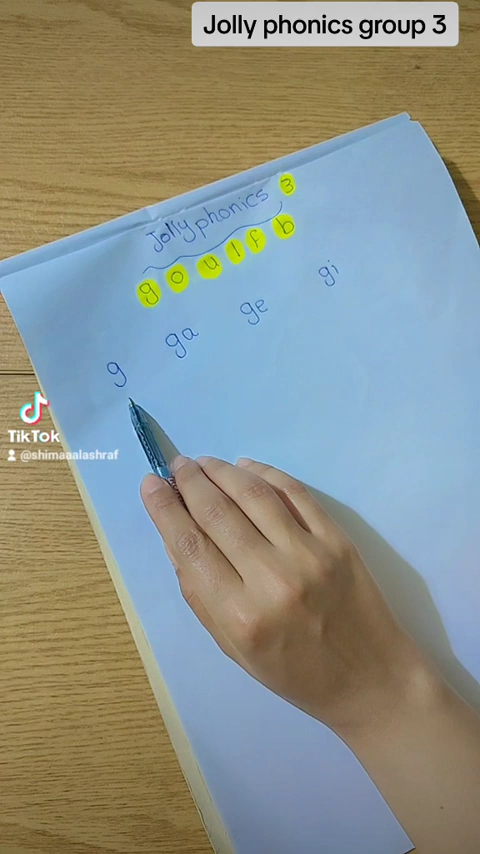 Jolly phonics group 3
Jolly phonics 3
g o u l f b
g ga ge gi
TikTok
@shimaaalashraf